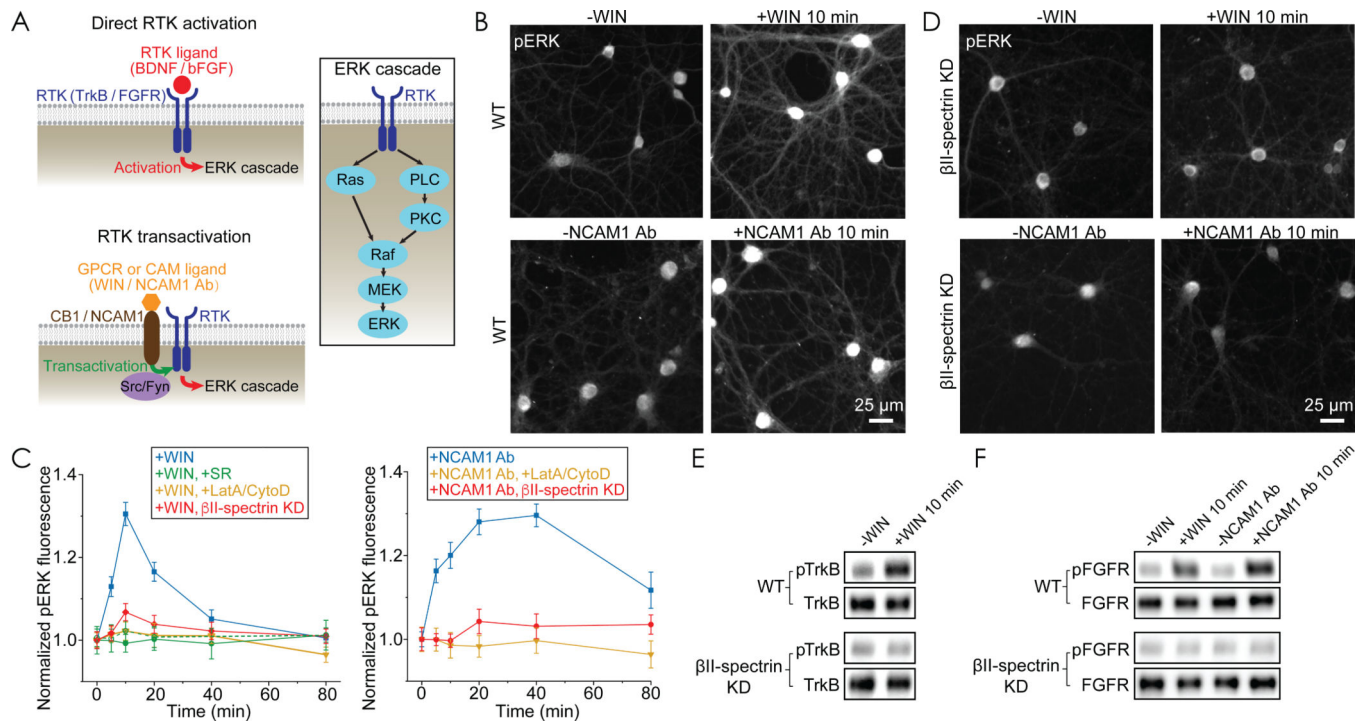 A
Direct RTK activation
RTK ligand
(BDNF / bFGF)
RTK (TrkB / FGFR)
Activation
ERK cascade
RTK transactivation
GPCR or CAM ligand
(WIN / NCAM1 Ab)
CB1 / NCAM1
RTK
Transactivation
Src/Fyn
ERK cascade
ERK cascade
RTK
Ras
PLC
PKC
Raf
MEK
ERK
B
-WIN
+WIN 10 min
pERK
WT
-NCAM1 Ab
+NCAM1 Ab 10 min
WT
25 µm
D
-WIN
+WIN 10 min
pERK
βII-spectrin KD
-NCAM1 Ab
+NCAM1 Ab 10 min
βII-spectrin KD
25 µm
C
+WIN
+WIN, +SR
+WIN, +LatA/CytoD
+WIN, βII-spectrin KD
Normalized pERK fluorescence
1.4
1.2
1.0
0
20
40
60
80
Time (min)
+NCAM1 Ab
+NCAM1 Ab, +LatA/CytoD
+NCAM1 Ab, βII-spectrin KD
Normalized pERK fluorescence
1.4
1.2
1.0
0
20
40
60
80
Time (min)
E
-WIN
+WIN 10 min
WT
pTrkB
TrkB
βII-spectrin
KD
pTrkB
TrkB
F
-WIN
+WIN 10 min
-NCAM1 Ab
+NCAM1 Ab 10 min
WT
pFGFR
FGFR
βII-spectrin
KD
pFGFR
FGFR